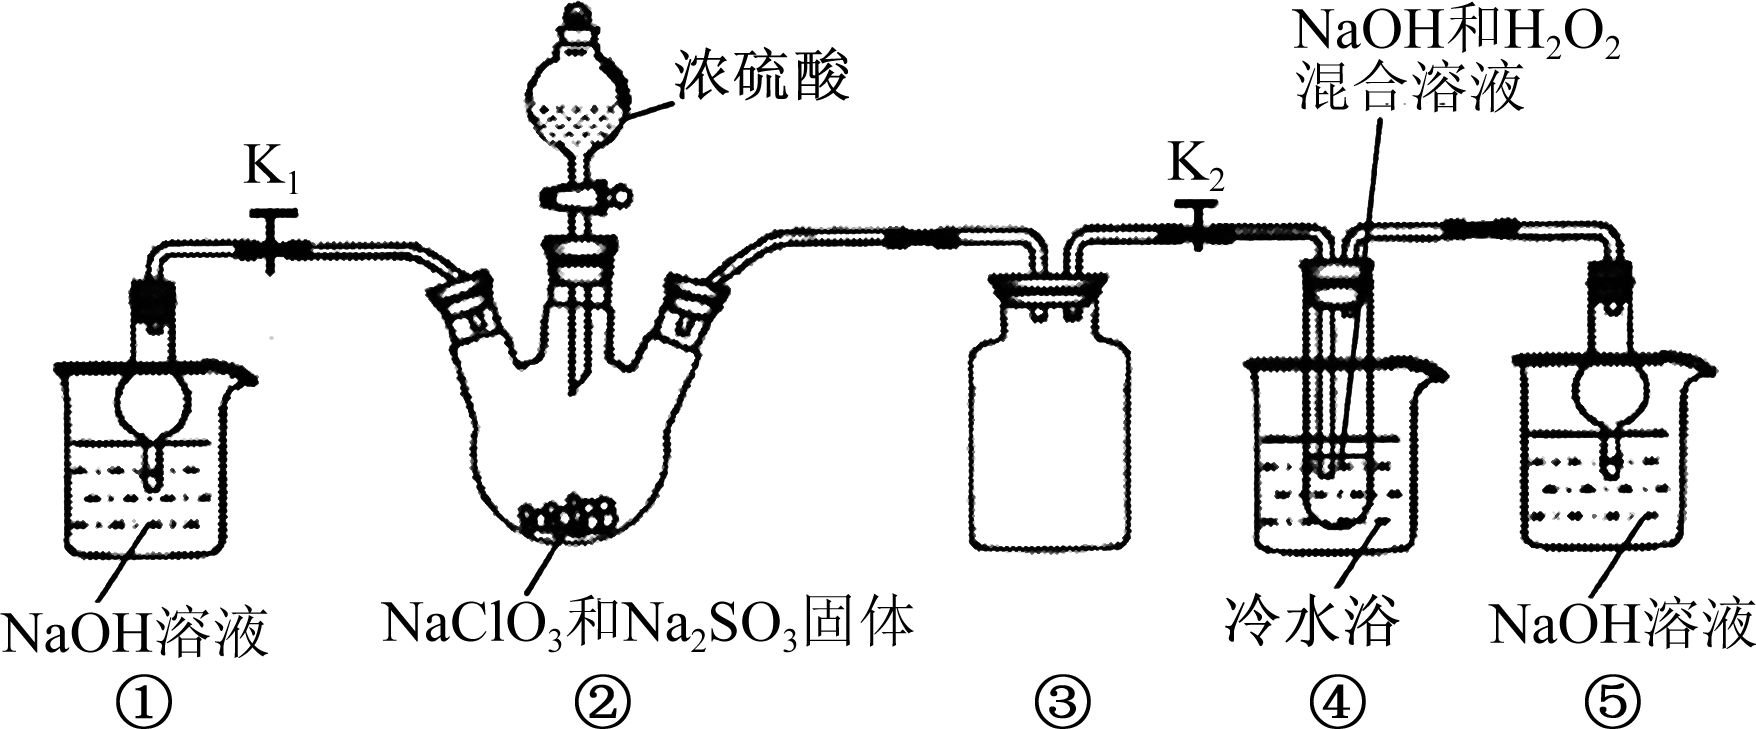 NaOH和H₂O₂
混合溶液
浓硫酸
K₁
K₂
NaOH溶液
NaClO₃和Na₂SO₃固体
冷水浴
NaOH溶液
①
②
③
④
⑤